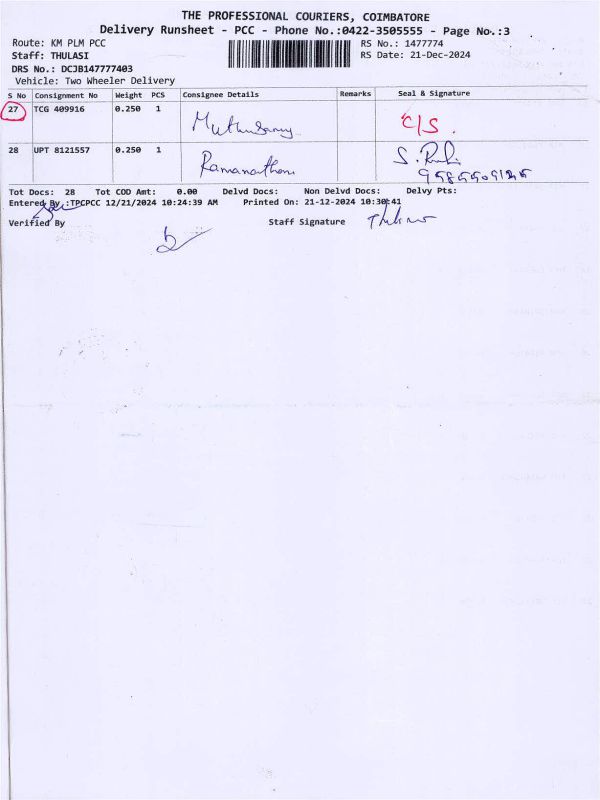 THE PROFESSIONAL COURIERS, COIMBATORE
Delivery Runsheet - PCC - Phone No.:0422-3505555 - Page No.:3
Route: KM PLM PCC RS No.: 1477774
Staff: THULASI RS Date: 21-Dec-2024
DRS No.: DCJB147777403
Vehicle: Two Wheeler Delivery
S No Consignment No Weight PCS Consignee Details Remarks Seal & Signature
27 TCG 409916 0.250 1 Muthusamy C/S.
28 UPT 8121557 0.250 1 Ramanathan S.
Tot Docs: 28 Tot COD Amt: 0.00 Delvd Docs: Non Delvd Docs: Delvy Pts:
Entered By.:TPCPCC 12/21/2024 10:24:39 AM Printed On: 21-12-2024 10:30:41
Verified By Staff Signature